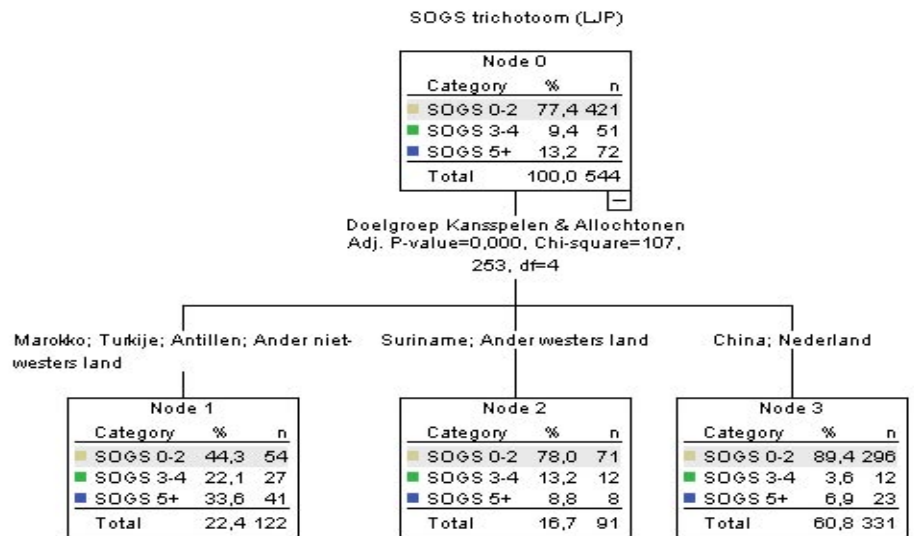 SOGS trichotoom (LJP)
Node 0
Category % n
SOGS 0-2 77,4 421
SOGS 3-4 9,4 51
SOGS 5+ 13,2 72
Total 100,0 544
Doelgroep Kansspelen & Allochtonen
Adj. P-value=0,000, Chi-square=107,
253, df=4
Marokko; Turkije; Antillen; Ander niet-
westers land
Suriname; Ander westers land
China; Nederland
Node 1
Category % n
SOGS 0-2 44,3 54
SOGS 3-4 22,1 27
SOGS 5+ 33,6 41
Total 22,4 122
Node 2
Category % n
SOGS 0-2 78,0 71
SOGS 3-4 13,2 12
SOGS 5+ 8,8 8
Total 16,7 91
Node 3
Category % n
SOGS 0-2 89,4 296
SOGS 3-4 3,6 12
SOGS 5+ 6,9 23
Total 60,8 331